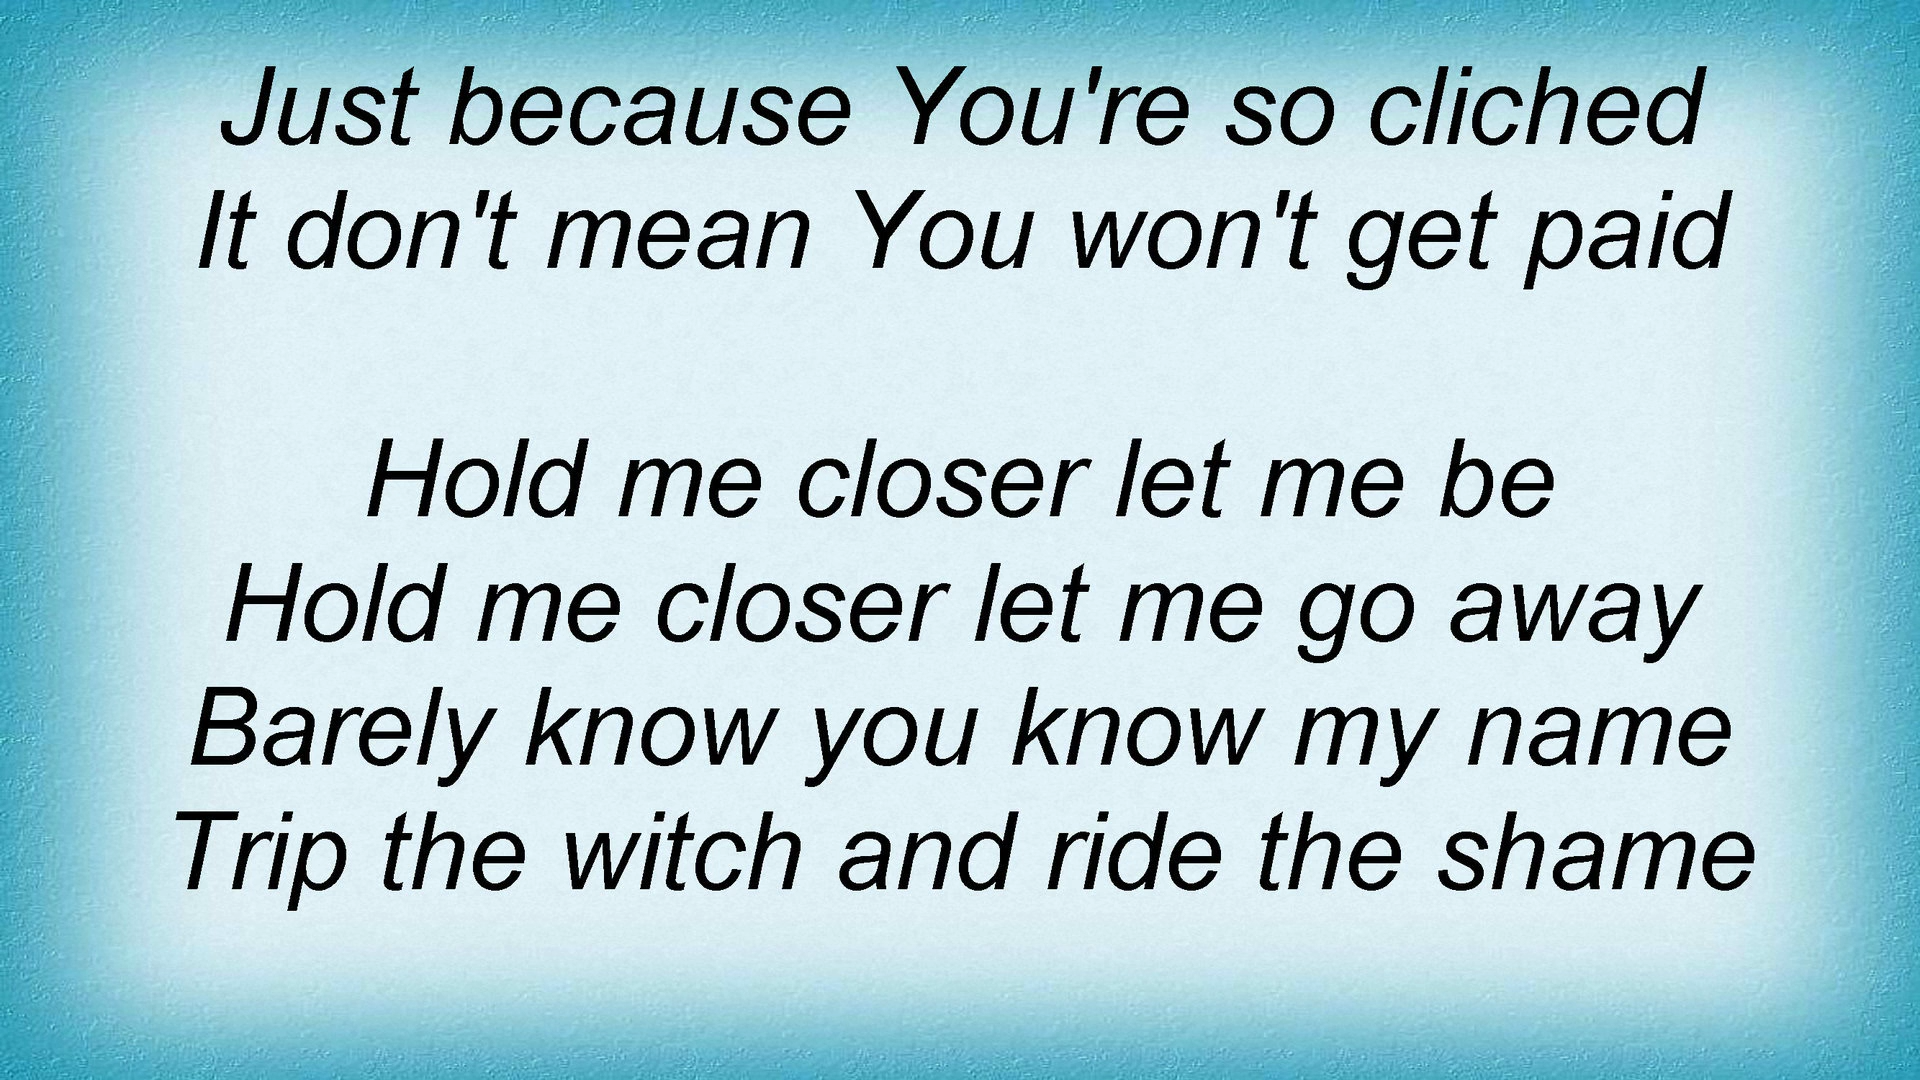 Just because You're so cliched
It don't mean You won't get paid
Hold me closer let me be
Hold me closer let me go away
Barely know you know my name
Trip the witch and ride the shame